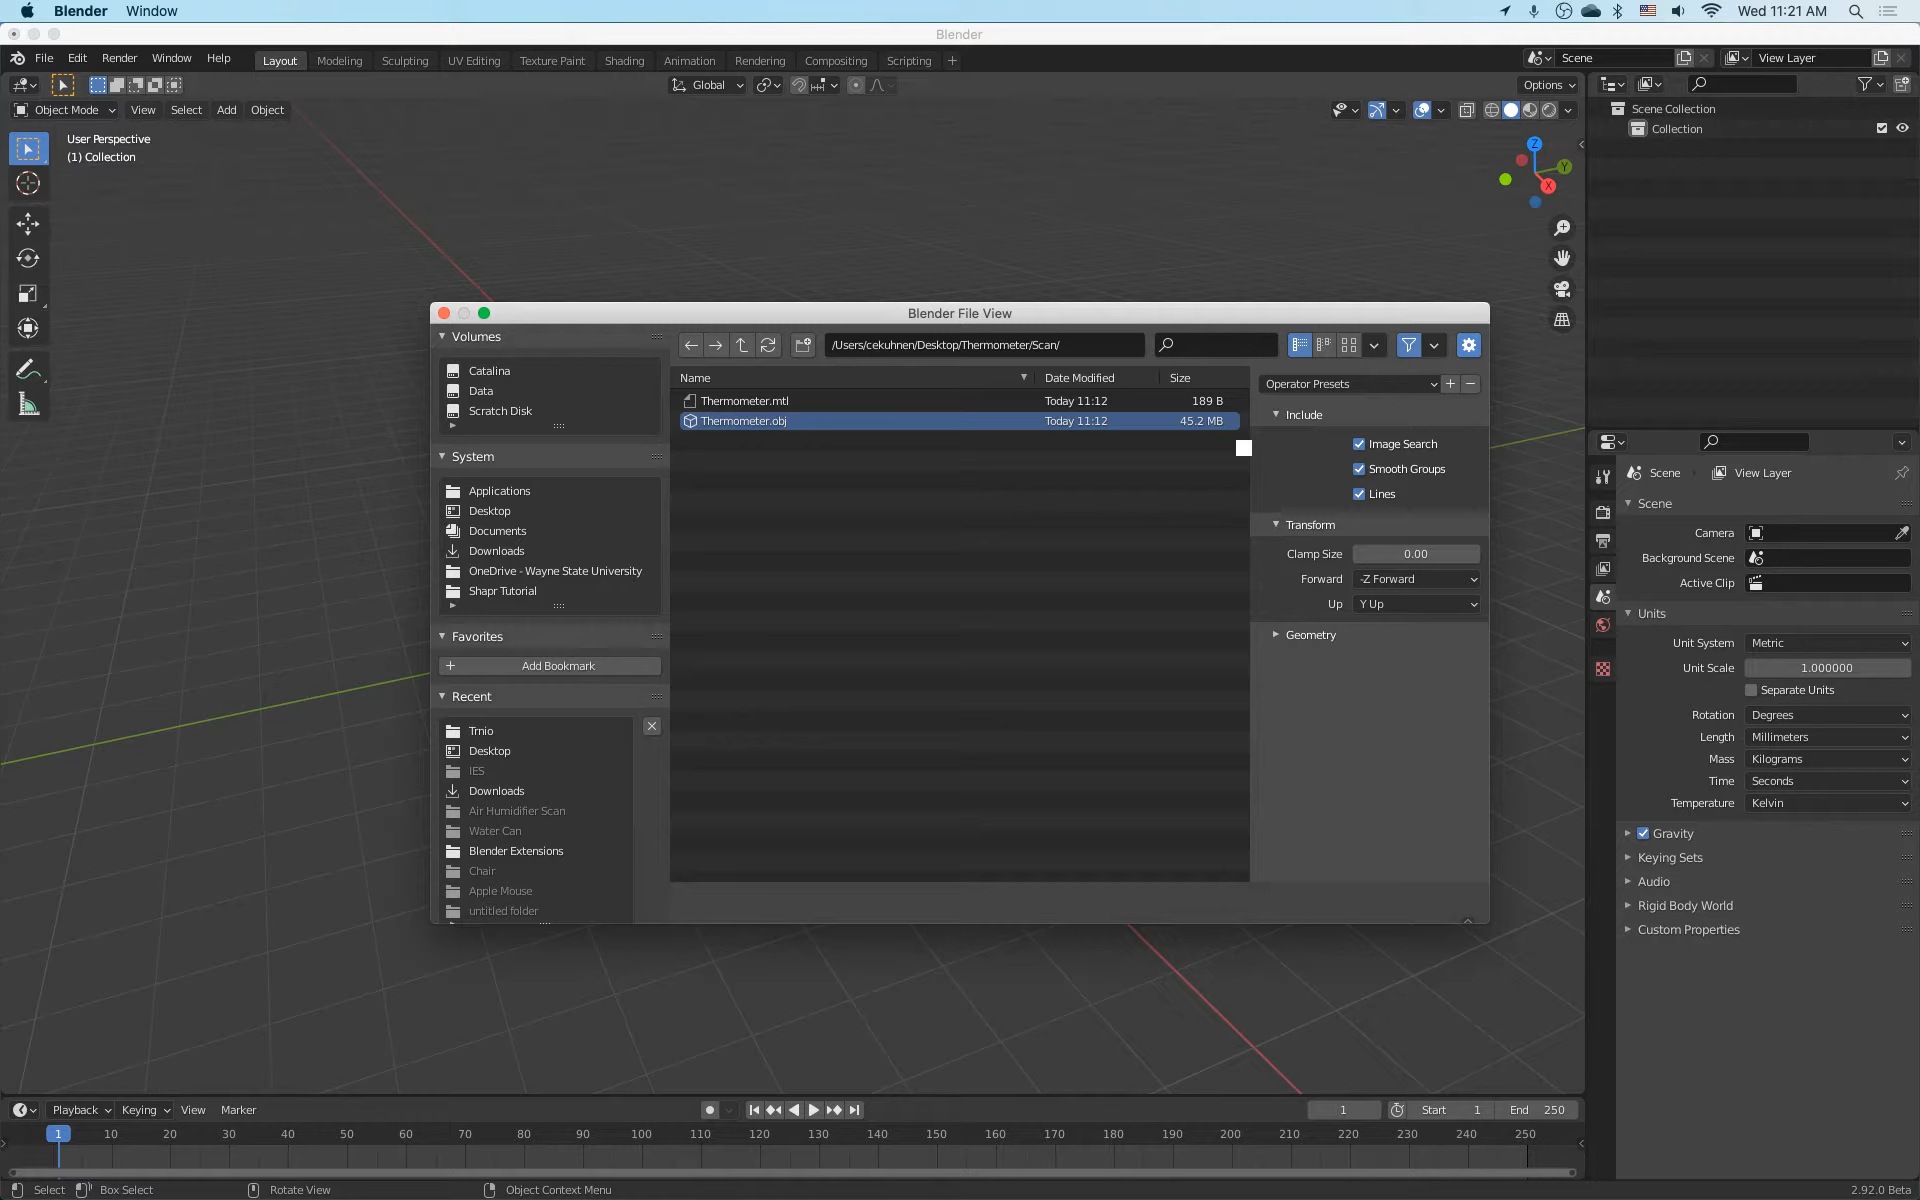 Blender Window
Wed 11:21 AM
Blender
File Edit Render Window Help
Layout Modeling Sculpting UV Editing Texture Paint Shading Animation Rendering Compositing Scripting +
Scene
View Layer
Global
Options
Object Mode View Select Add Object
User Perspective
(1) Collection
Z
Y
X
Scene Collection
Collection
Blender File View
Volumes
Catalina
Data
Scratch Disk
System
Applications
Desktop
Documents
Downloads
OneDrive - Wayne State University
Shapr Tutorial
Favorites
+ Add Bookmark
Recent
Trnio
Desktop
IES
Downloads
Air Humidifier Scan
Water Can
Blender Extensions
Chair
Apple Mouse
untitled folder
/Users/cekuhnen/Desktop/Thermometer/Scan/
Name Date Modified Size
Thermometer.mtl Today 11:12 189 B
Thermometer.obj Today 11:12 45.2 MB
Operator Presets
Include
Image Search
Smooth Groups
Lines
Transform
Clamp Size 0.00
Forward -Z Forward
Up Y Up
Geometry
Scene View Layer
Scene
Camera
Background Scene
Active Clip
Units
Unit System Metric
Unit Scale 1.000000
Separate Units
Rotation Degrees
Length Millimeters
Mass Kilograms
Time Seconds
Temperature Kelvin
Gravity
Keying Sets
Audio
Rigid Body World
Custom Properties
Playback Keying View Marker
1 Start 1 End 250
1 10 20 30 40 50 60 70 80 90 100 110 120 130 140 150 160 170 180 190 200 210 220 230 240 250
Select Box Select Rotate View Object Context Menu
2.92.0 Beta